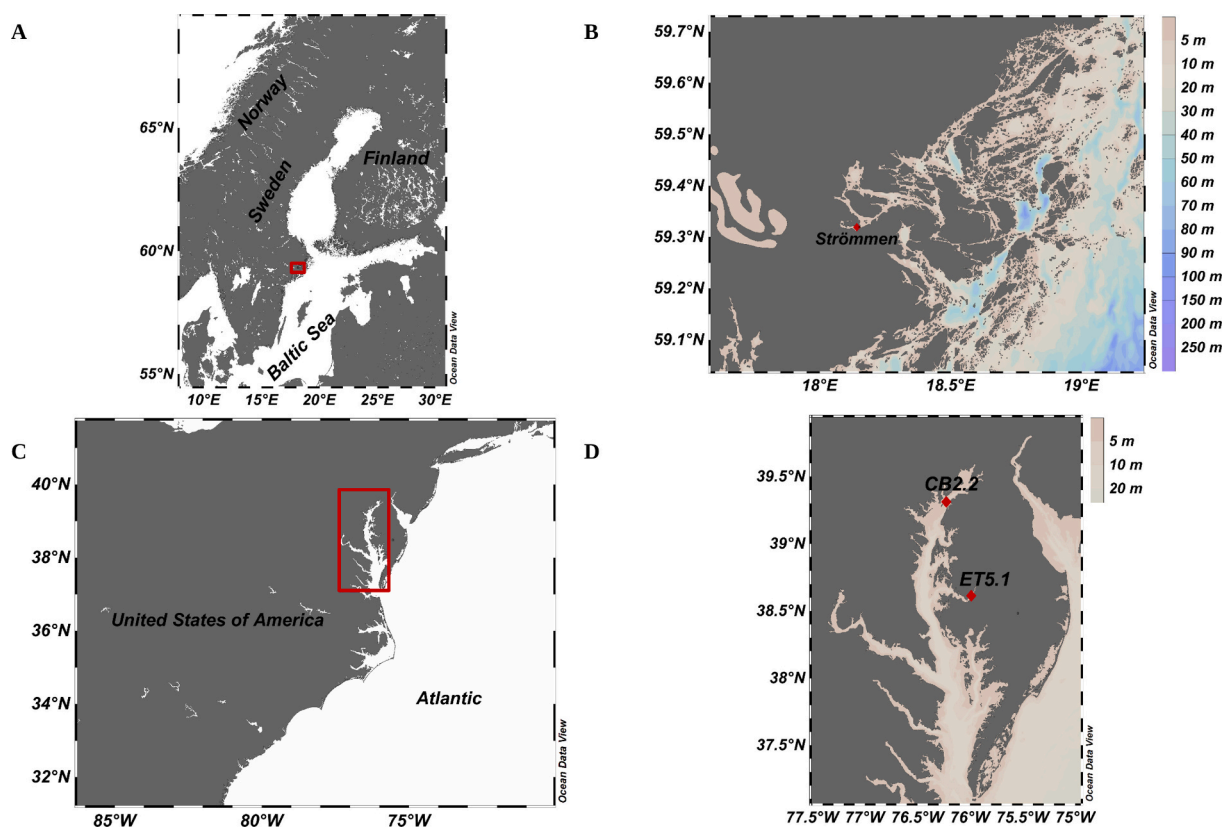 A
65°N
60°N
55°N
10°E 15°E 20°E 25°E 30°E
Norway
Sweden
Finland
Baltic Sea
Ocean Data View
B
59.7°N
59.6°N
59.5°N
59.4°N
59.3°N
59.2°N
59.1°N
18°E 18.5°E 19°E
Strömmen
Ocean Data View
5 m
10 m
20 m
30 m
40 m
50 m
60 m
70 m
80 m
90 m
100 m
150 m
200 m
250 m
C
40°N
38°N
36°N
34°N
32°N
85°W 80°W 75°W
United States of America
Atlantic
Ocean Data View
D
39.5°N
39°N
38.5°N
38°N
37.5°N
77.5°W 77°W 76.5°W 76°W 75.5°W 75°W
CB2.2
ET5.1
Ocean Data View
5 m
10 m
20 m